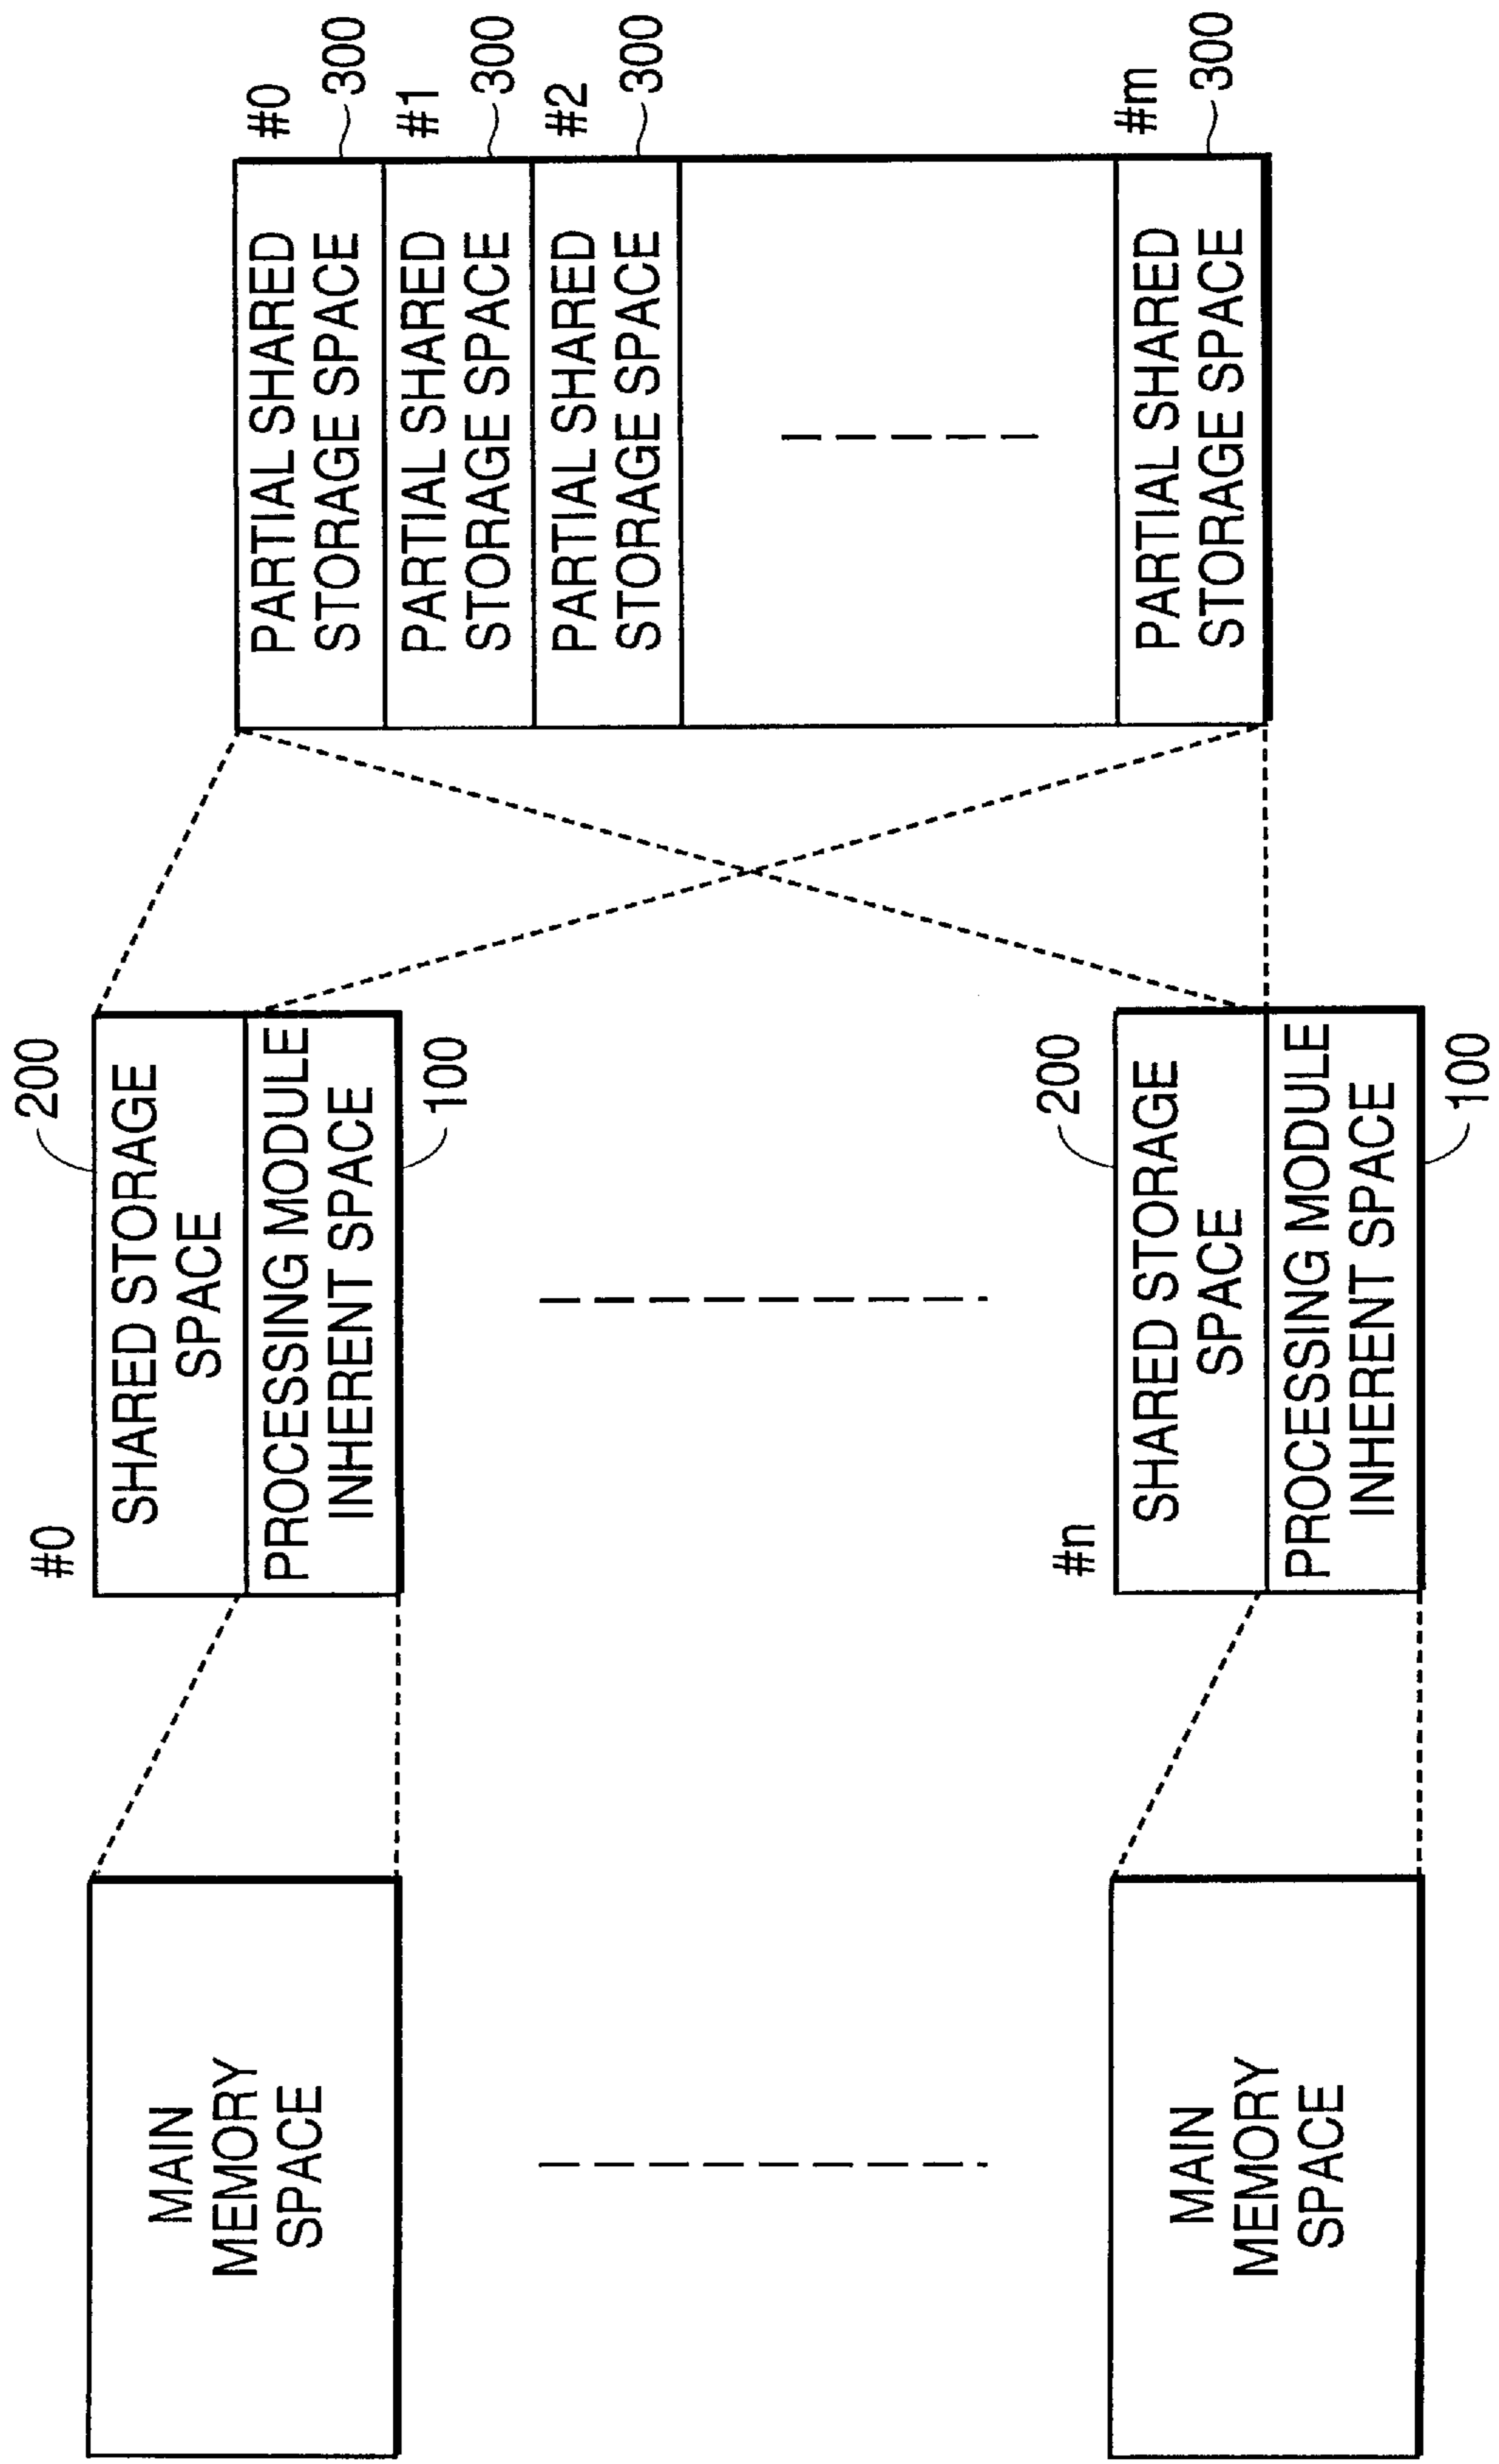 #0
200
SHARED STORAGE
SPACE
PROCESSING MODULE
INHERENT SPACE
100
MAIN
MEMORY
SPACE
#0
300
PARTIAL SHARED
STORAGE SPACE
#1
300
PARTIAL SHARED
STORAGE SPACE
#2
300
PARTIAL SHARED
STORAGE SPACE
#m
300
PARTIAL SHARED
STORAGE SPACE
#n
200
SHARED STORAGE
SPACE
PROCESSING MODULE
INHERENT SPACE
100
MAIN
MEMORY
SPACE